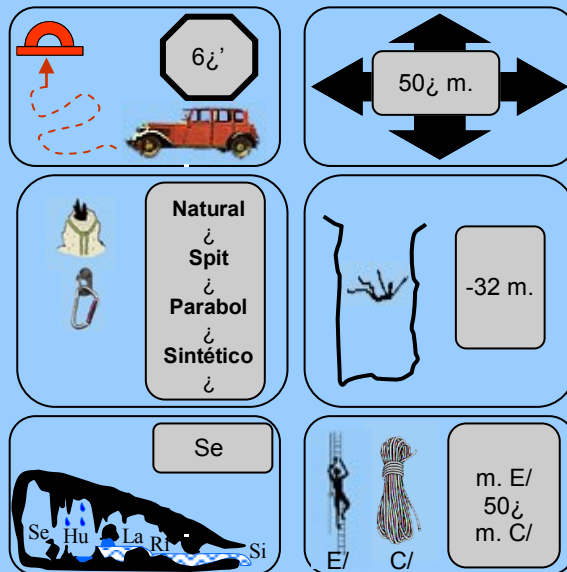 6¿’
50¿ m.
Natural
¿
Spit
¿
Parabol
¿
Sintético
¿
-32 m.
Se
Se
Hu
La
Ri
Si
E/
C/
m. E/
50¿
m. C/